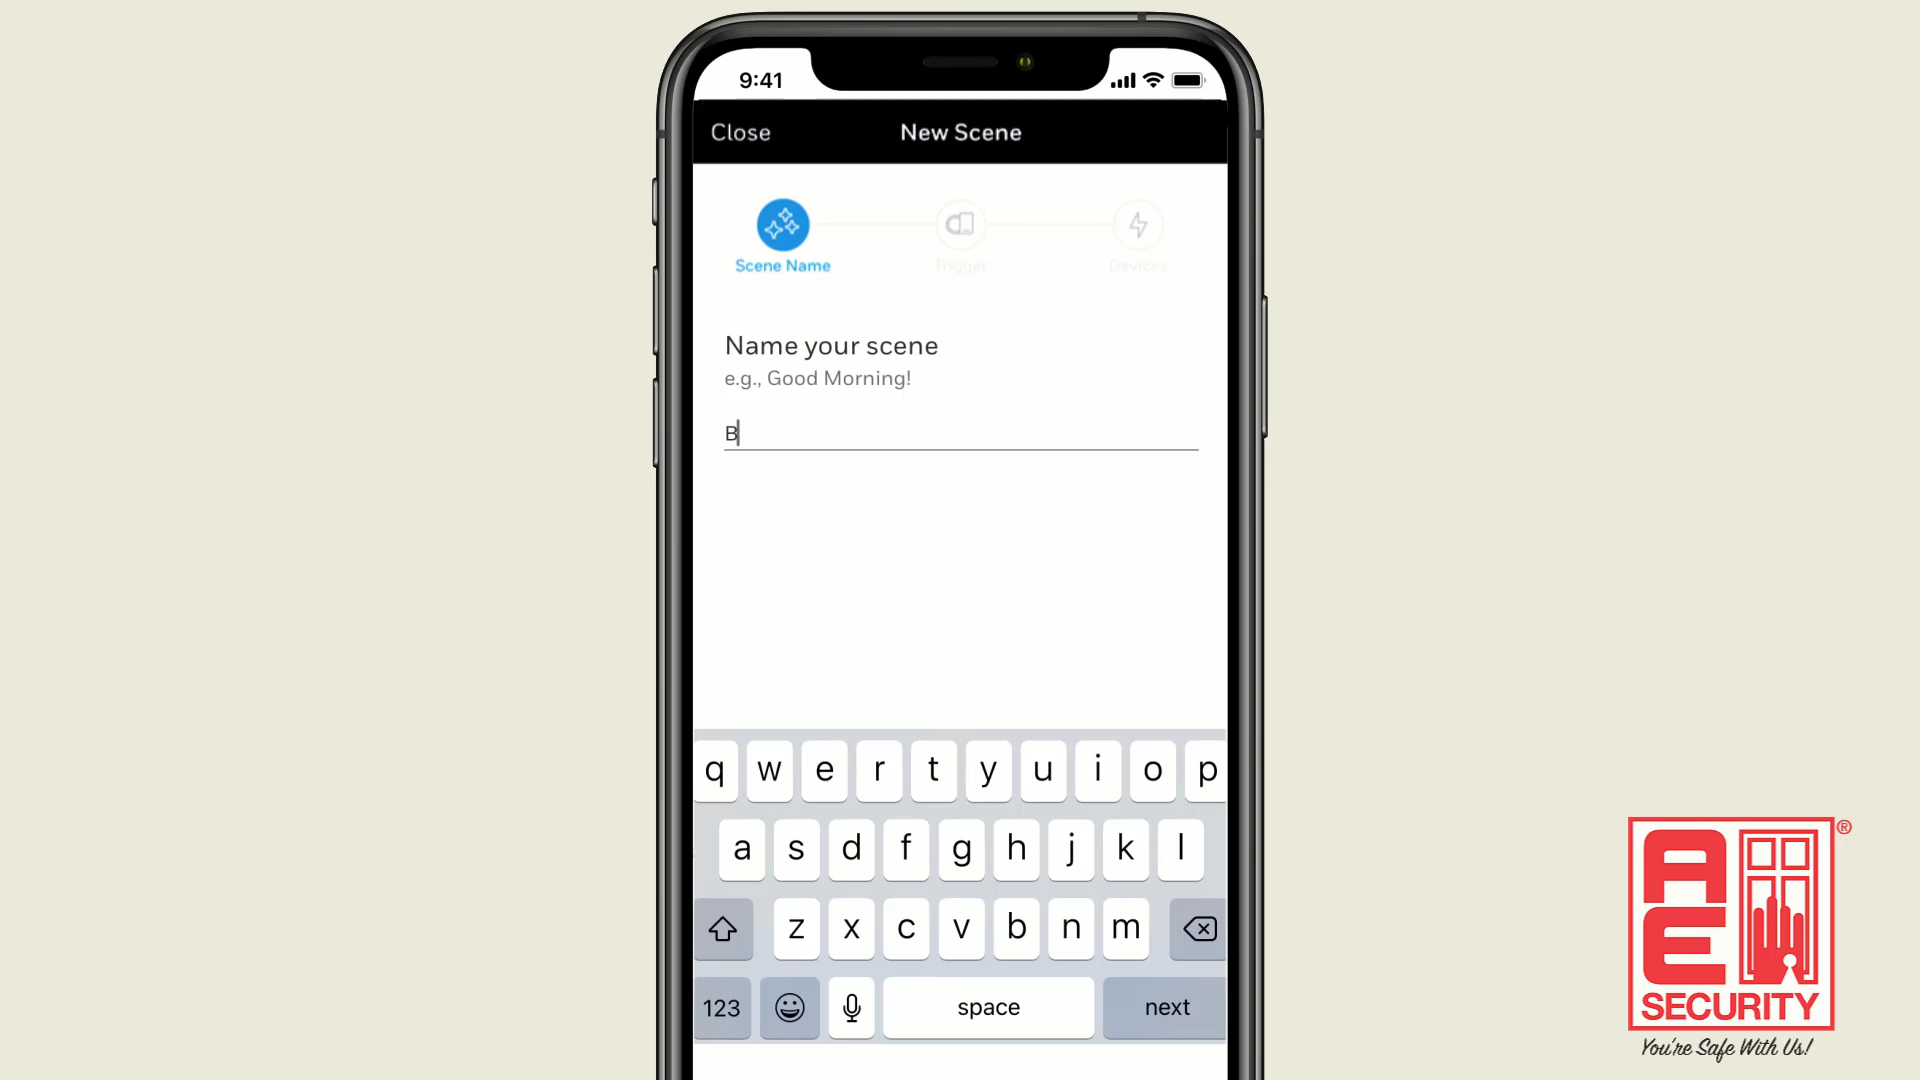 9:41
Close
New Scene
Scene Name
Trigger
Devices
Name your scene
e.g., Good Morning!
B
q w e r t y u i o p
a s d f g h j k l
z x c v b n m
123
space
next
AE
SECURITY
®
You're Safe With Us!